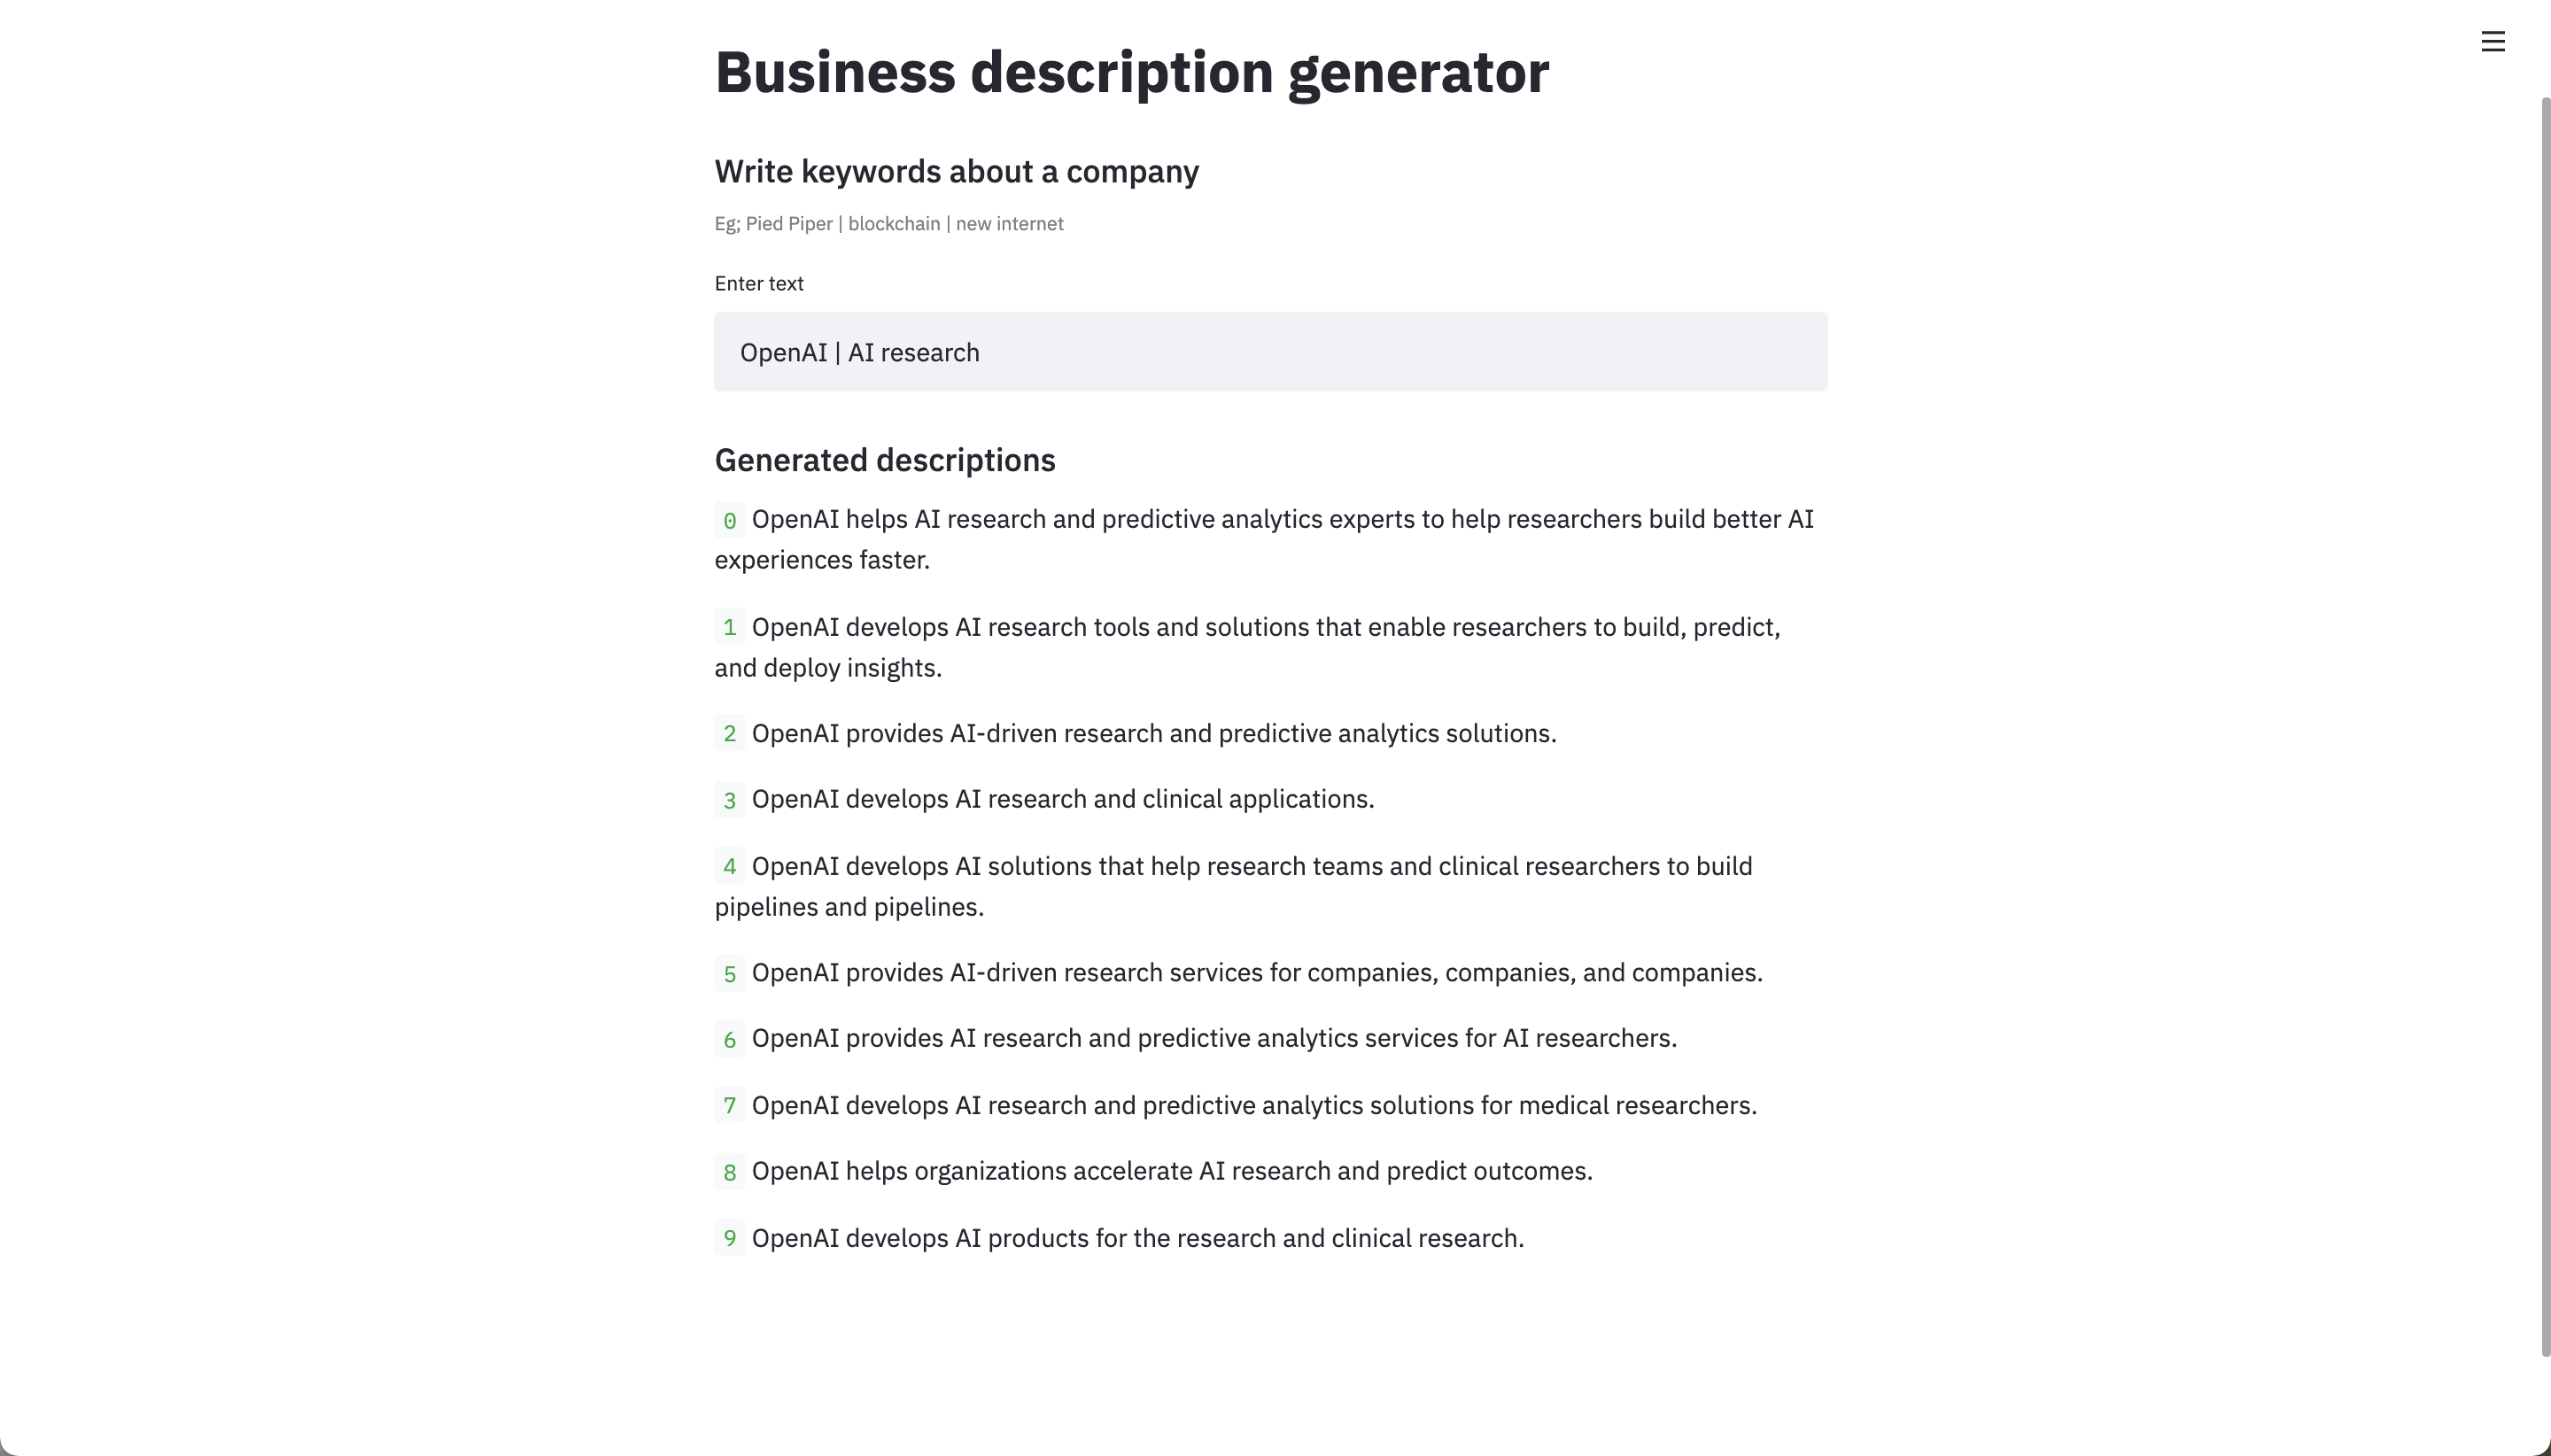 Business description generator
Write keywords about a company
Eg; Pied Piper | blockchain | new internet
Enter text
OpenAI | AI research
Generated descriptions
0 OpenAI helps AI research and predictive analytics experts to help researchers build better AI
experiences faster.
1 OpenAI develops AI research tools and solutions that enable researchers to build, predict,
and deploy insights.
2 OpenAI provides AI-driven research and predictive analytics solutions.
3 OpenAI develops AI research and clinical applications.
4 OpenAI develops AI solutions that help research teams and clinical researchers to build
pipelines and pipelines.
5 OpenAI provides AI-driven research services for companies, companies, and companies.
6 OpenAI provides AI research and predictive analytics services for AI researchers.
7 OpenAI develops AI research and predictive analytics solutions for medical researchers.
8 OpenAI helps organizations accelerate AI research and predict outcomes.
9 OpenAI develops AI products for the research and clinical research.